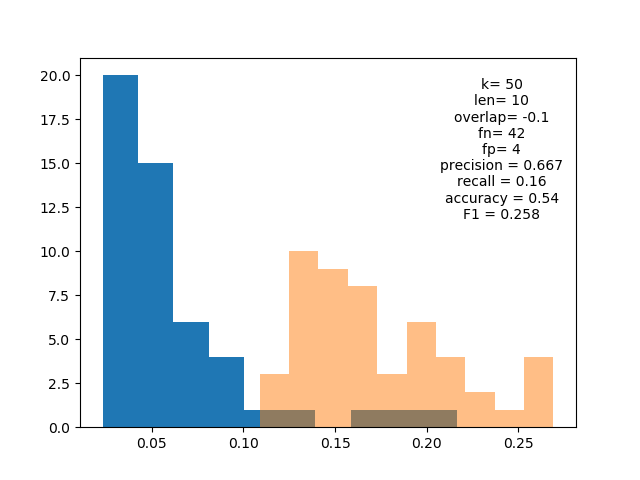 20.0
17.5
15.0
12.5
10.0
7.5
5.0
2.5
0.0
0.05
0.10
0.15
0.20
0.25
k= 50
len= 10
overlap= -0.1
fn= 42
fp= 4
precision = 0.667
recall = 0.16
accuracy = 0.54
F1 = 0.258